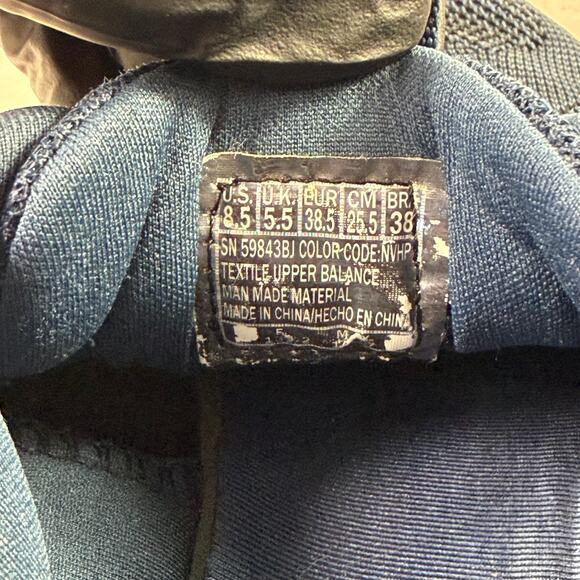 U.S. U.K. EUR CM BR.
8.5 5.5 38.5 25.5 38
SN 59843BJ COLOR CODE:NVHP
TEXTILE UPPER BALANCE
MAN MADE MATERIAL
MADE IN CHINA/HECHO EN CHINA